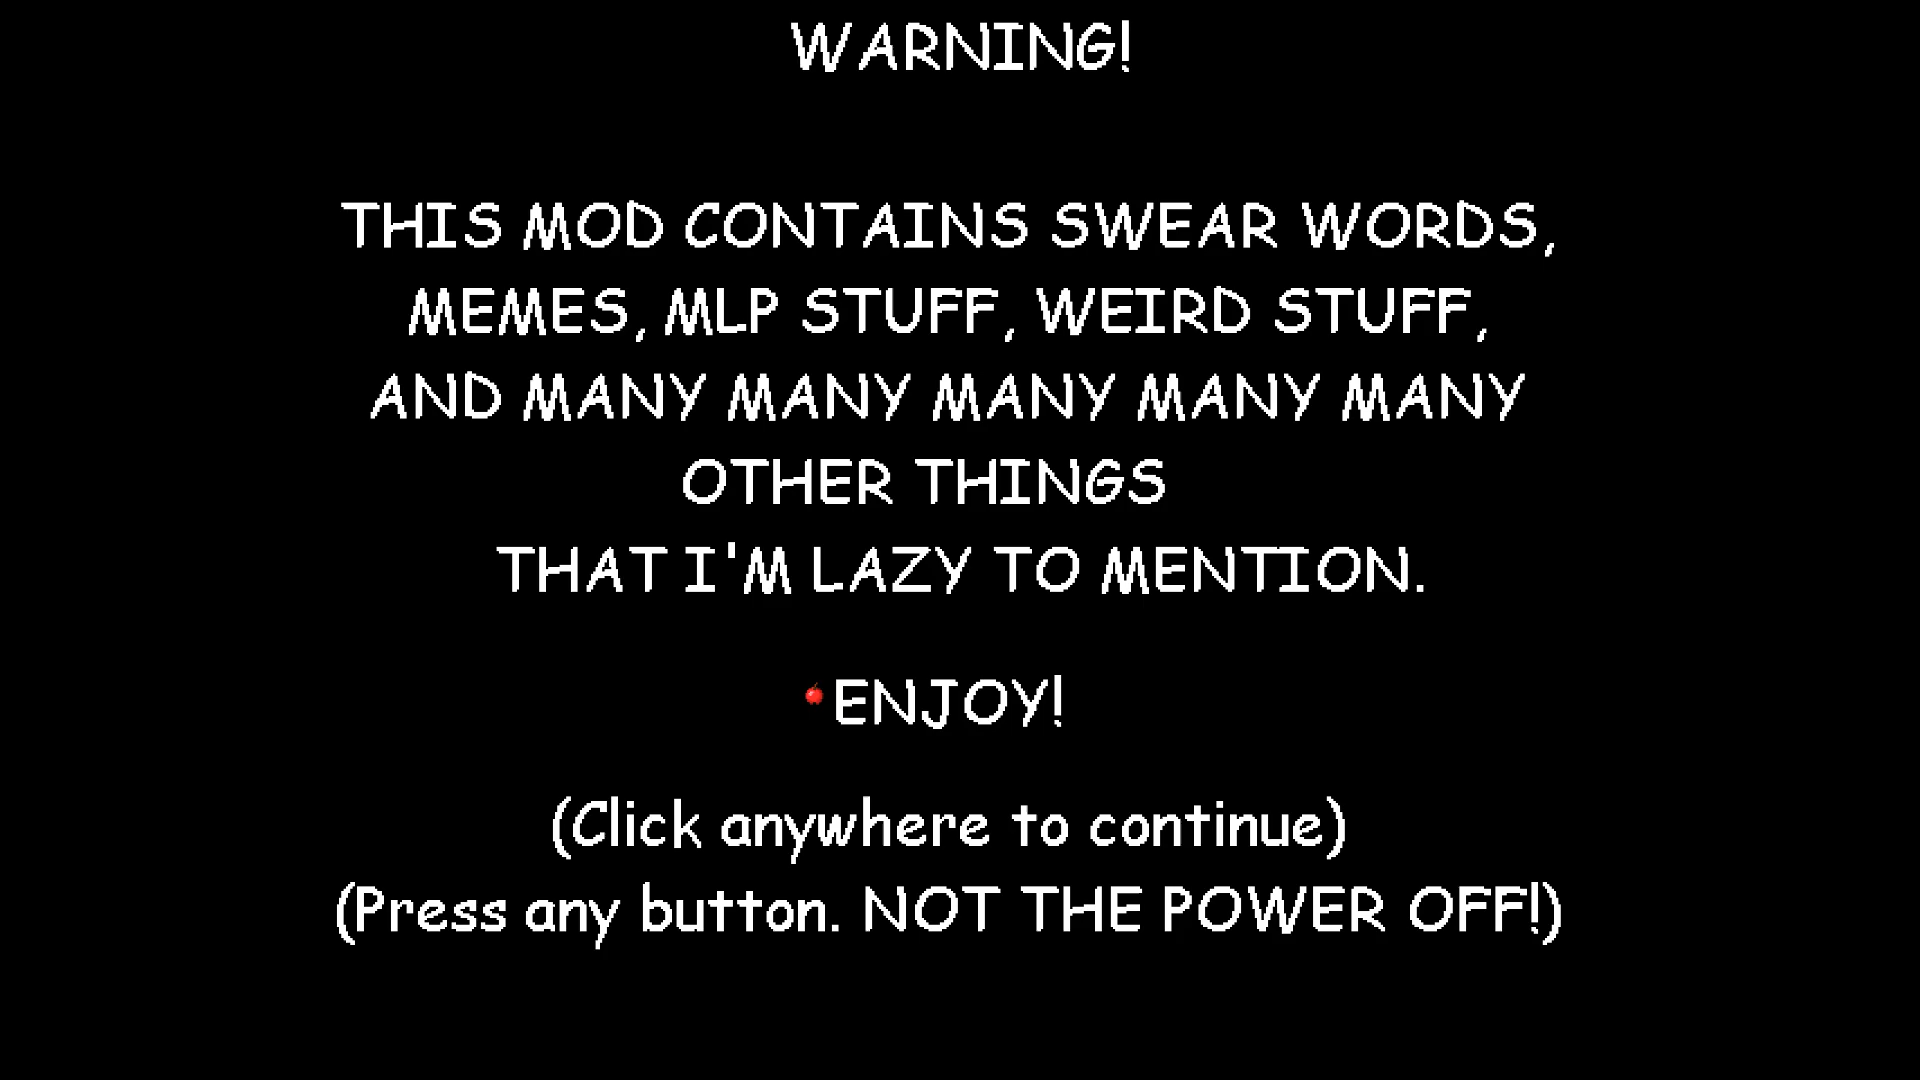 WARNING!
THIS MOD CONTAINS SWEAR WORDS,
MEMES, MLP STUFF, WEIRD STUFF,
AND MANY MANY MANY MANY MANY
OTHER THINGS
THAT I'M LAZY TO MENTION.
ENJOY!
(Click anywhere to continue)
(Press any button. NOT THE POWER OFF!)